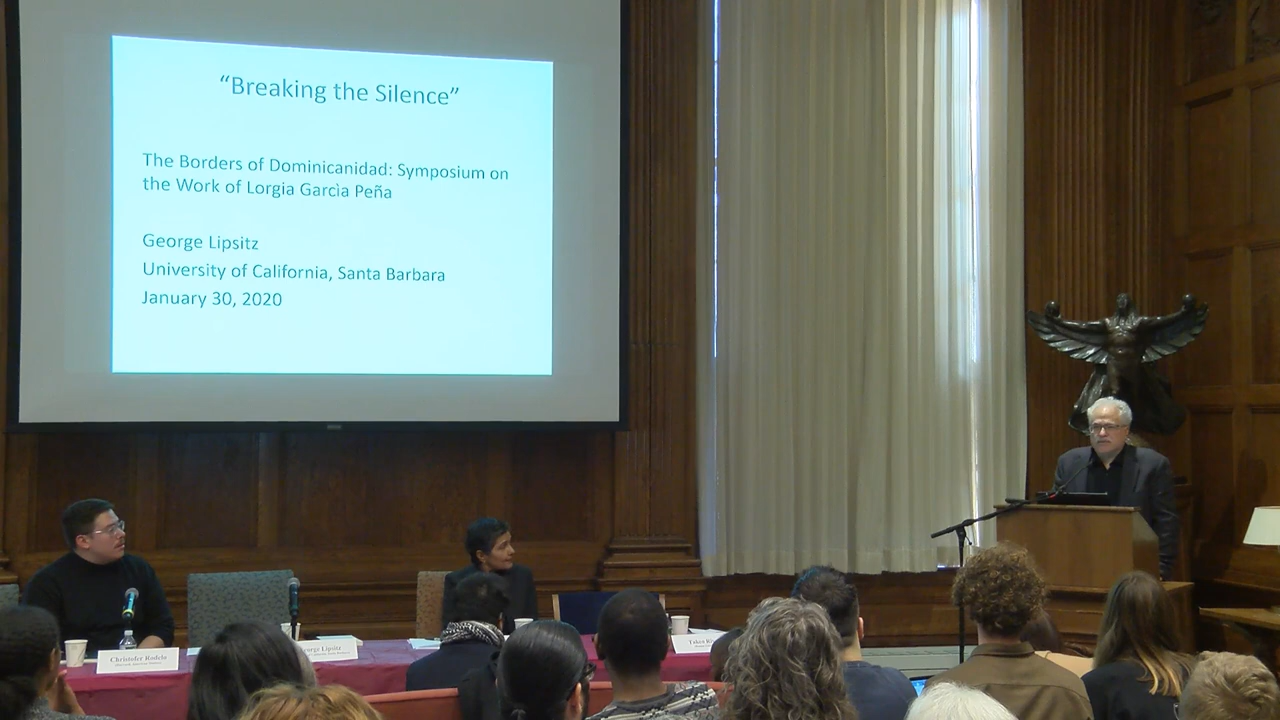 “Breaking the Silence”
The Borders of Dominicanidad: Symposium on
the Work of Lorgia Garcìa Peña
George Lipsitz
University of California, Santa Barbara
January 30, 2020
Christofer Rodelo
George Lipsitz